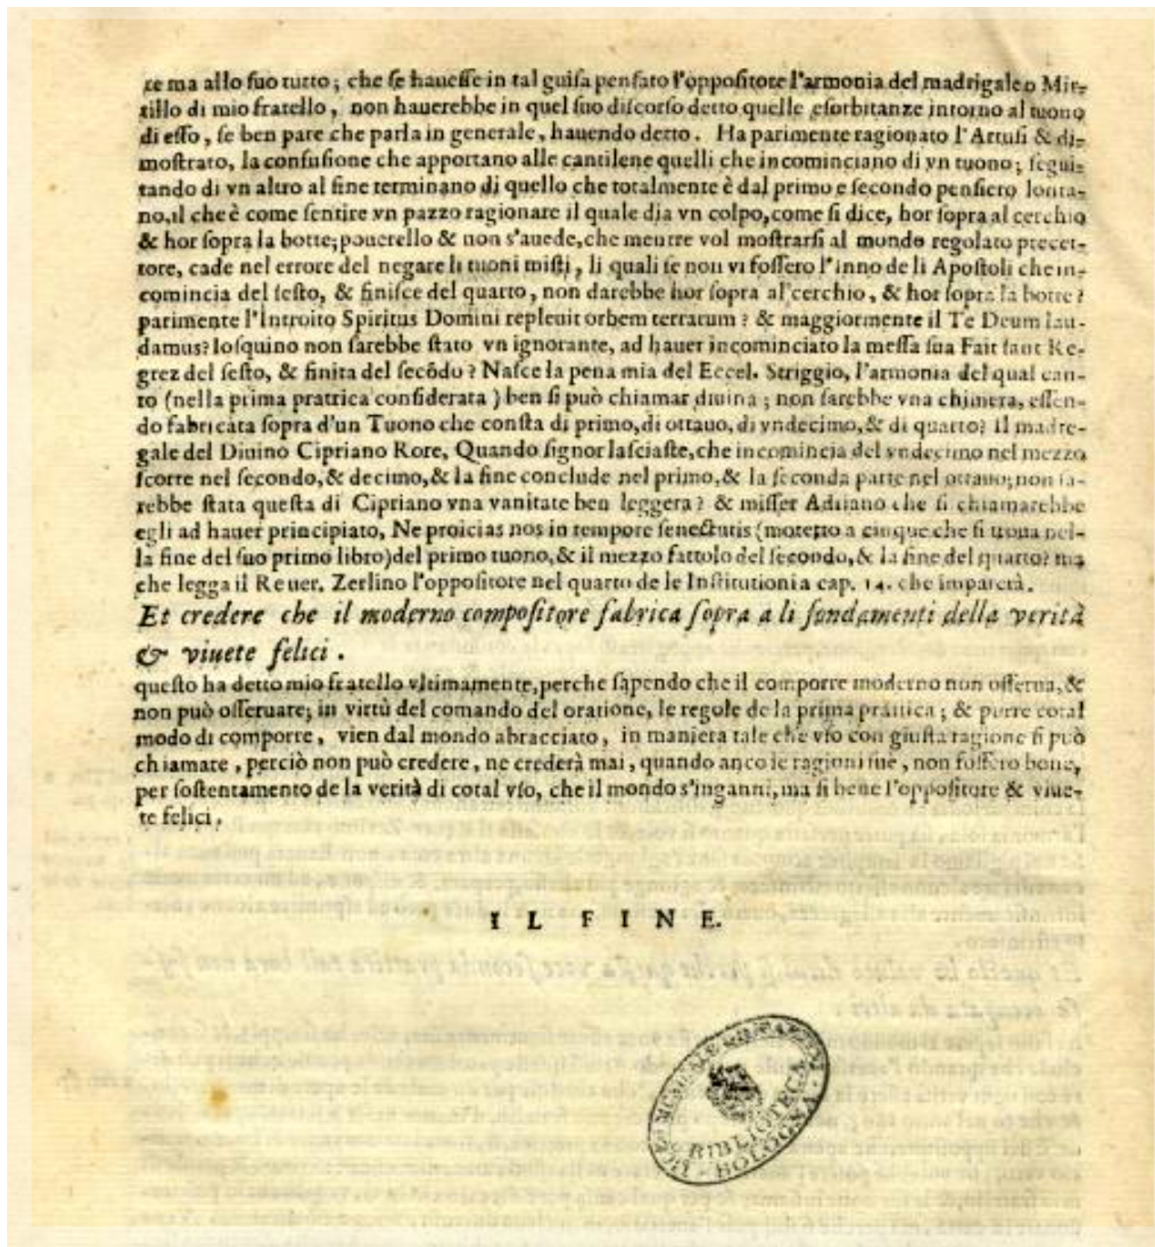 te ma allo suo tutto; che se hauesse in tal guisa pensato l'oppositore l'armonia del madrigale o Mir-
tillo di mio fratello, non hauerebbe in quel suo discorso detto quelle esorbitanze intorno al tuono
di esso, se ben pare che parla in generale, hauendo detto. Ha parimente ragionato l'Artusi & di-
mostrato, la confusione che apportano alle cantilene quelli che incominciano di vn tuono; segui-
tando di vn altro al fine terminano di quello che totalmente è dal primo e secondo pensiero lonta-
no, il che è come sentire vn pazzo ragionare il quale dia vn colpo, come si dice, hor sopra al cerchio
& hor sopra la botte; pouerello & non s'auede, che mentre vol mostrarsi al mondo regolato precet-
tore, cade nel errore del negare li tuoni misti, li quali se non vi fossero l'inno de li Apostoli che in-
comincia del sesto, & finisce del quarto, non darebbe hor sopra al cerchio, & hor sopra la botte?
parimente l'Introito Spiritus Domini repleuit orbem terrarum? & maggiormente il Te Deum lau-
damus? Iosquino non sarebbe stato vn ignorante, ad hauer incominciato la messa sua Fait sant Re-
grez del sesto, & finita del secōdo? Nasce la pena mia del Eccel. Striggio, l'armonia del qual can-
to (nella prima prattica considerata) ben si può chiamar diuina; non sarebbe vna chimera, essen-
do fabricata sopra d'un Tuono che consta di primo, di ottauo, di vndecimo, & di quarto? il madre-
gale del Diuino Cipriano Rore, Quando signor lasciaste, che incomincia del vndecimo nel mezzo
scorre nel secondo, & decimo, & la fine conclude nel primo, & la seconda parte nel ottauo; non sa-
rebbe stata questa di Cipriano vna vanitate ben leggera? & misser Adriano che si chiamarebbe
egli ad hauer principiato, Ne proicias nos in tempore senectutis (motetto a cinque che si troua nel-
la fine del suo primo libro) del primo tuono, & il mezzo fattolo del secondo, & la fine del quarto? ma
che legga il Reuer. Zerlino l'oppositore nel quarto de le Institutioni a cap. 14. che imparerà.
Et credere che il moderno compositore fabrica sopra a li fondamenti della verità
& viuete felici.
questo ha detto mio fratello vltimamente, perche sapendo che il comporre moderno non osserua, &
non può osseruare, in virtù del comando del oratione, le regole de la prima prattica; & purre cotal
modo di comporre, vien dal mondo abracciato, in maniera tale che vso con giusta ragione si può
chiamare, perciò non può credere, ne crederà mai, quando anco le ragioni sue, non fossero bone,
per sostentamento de la verità di cotal vso, che il mondo s'inganni, ma si bene l'oppositore & viue-
te felici.
IL FINE.
BIBLIOTECA
BOLOGNA